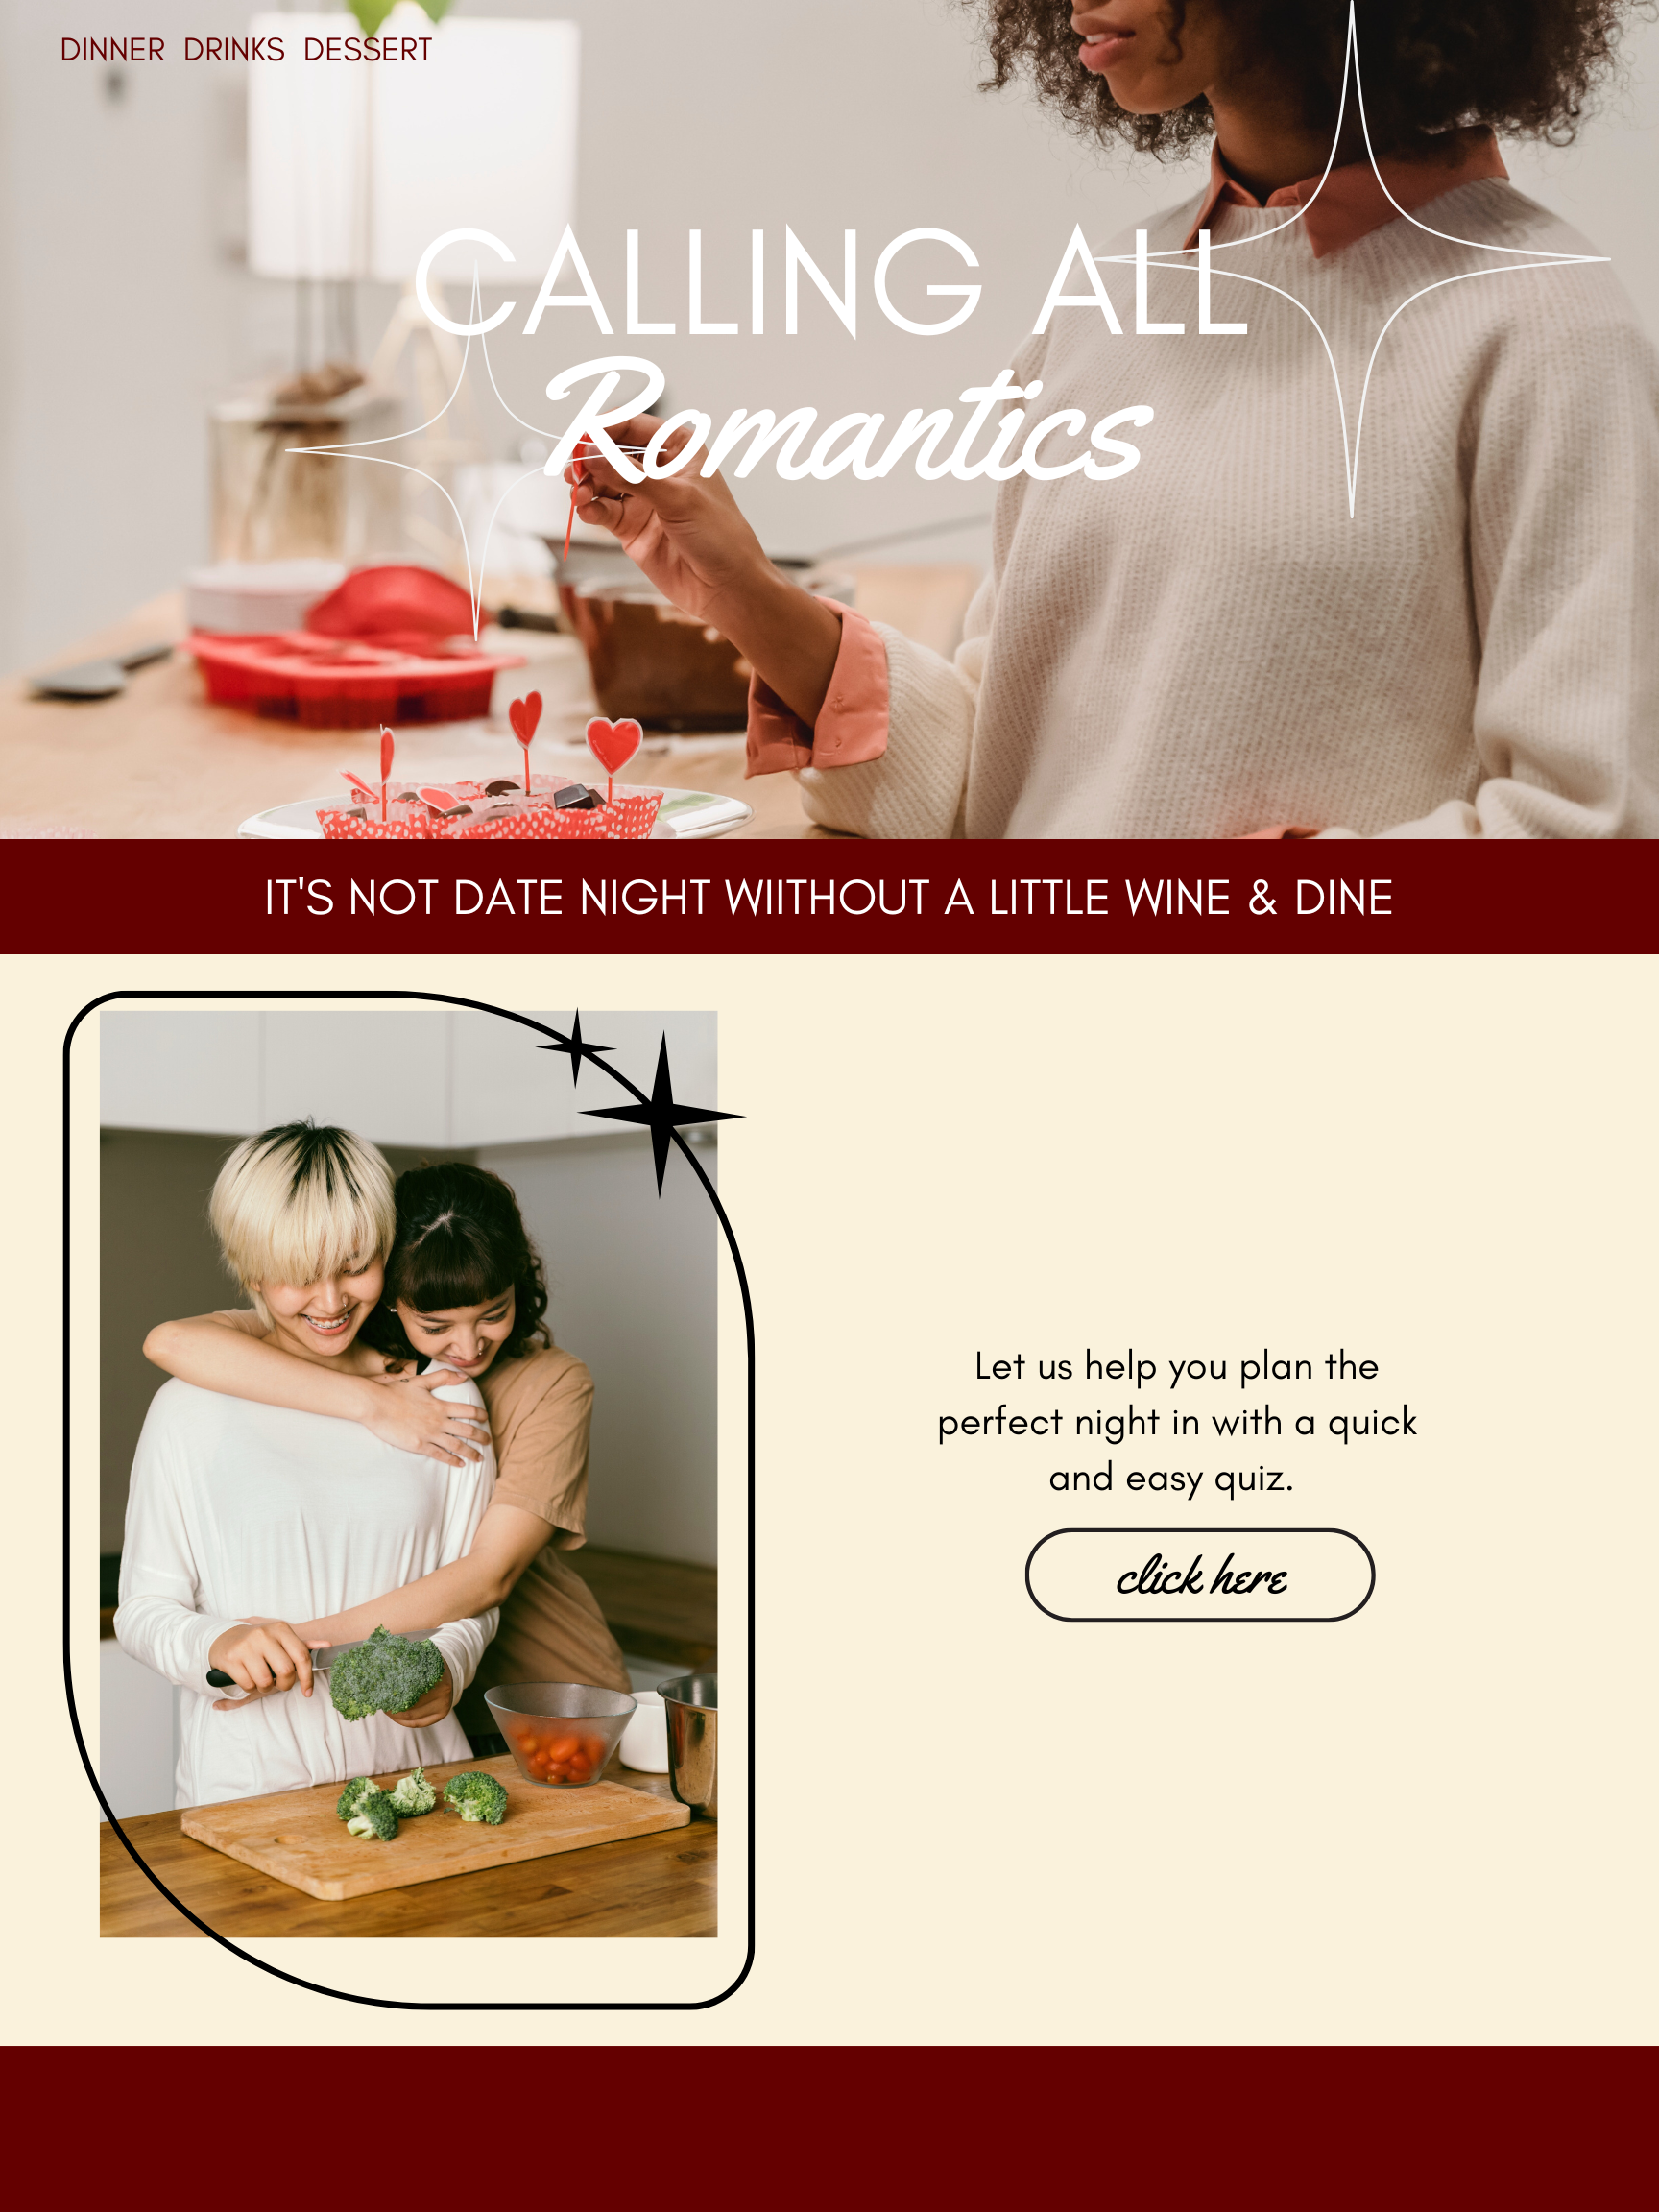 DINNER DRINKS DESSERT
CALLING ALL
Romantics
IT'S NOT DATE NIGHT WIITHOUT A LITTLE WINE & DINE
Let us help you plan the
perfect night in with a quick
and easy quiz.
click here